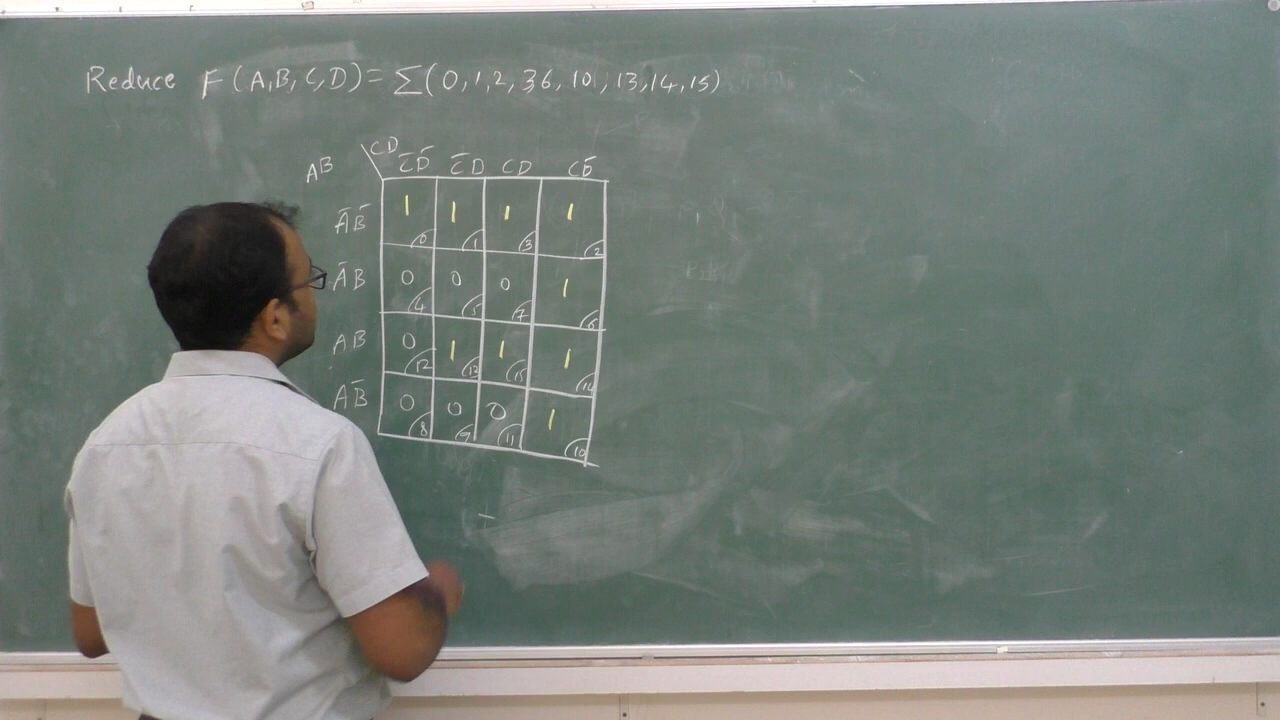 Reduce F(A,B,C,D)= ∑(0,1,2,3 6, 10, 13,14,15)
AB CD C̅D̅ C̅D CD CD̅
A̅B̅ 1 0 1 1 1 3 1 2
A̅B 0 4 0 5 0 7 1 6
AB 0 12 1 13 1 15 1 14
AB̅ 0 8 0 9 0 11 1 10